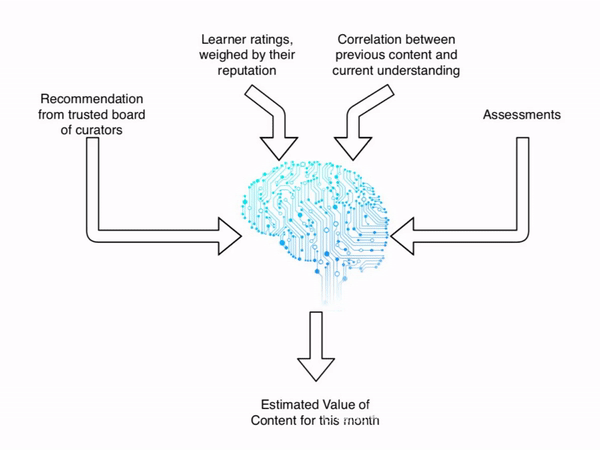 Learner ratings,
weighed by their
reputation
Correlation between
previous content and
current understanding
Recommendation
from trusted board
of curators
Assessments
Estimated Value of
Content for this month